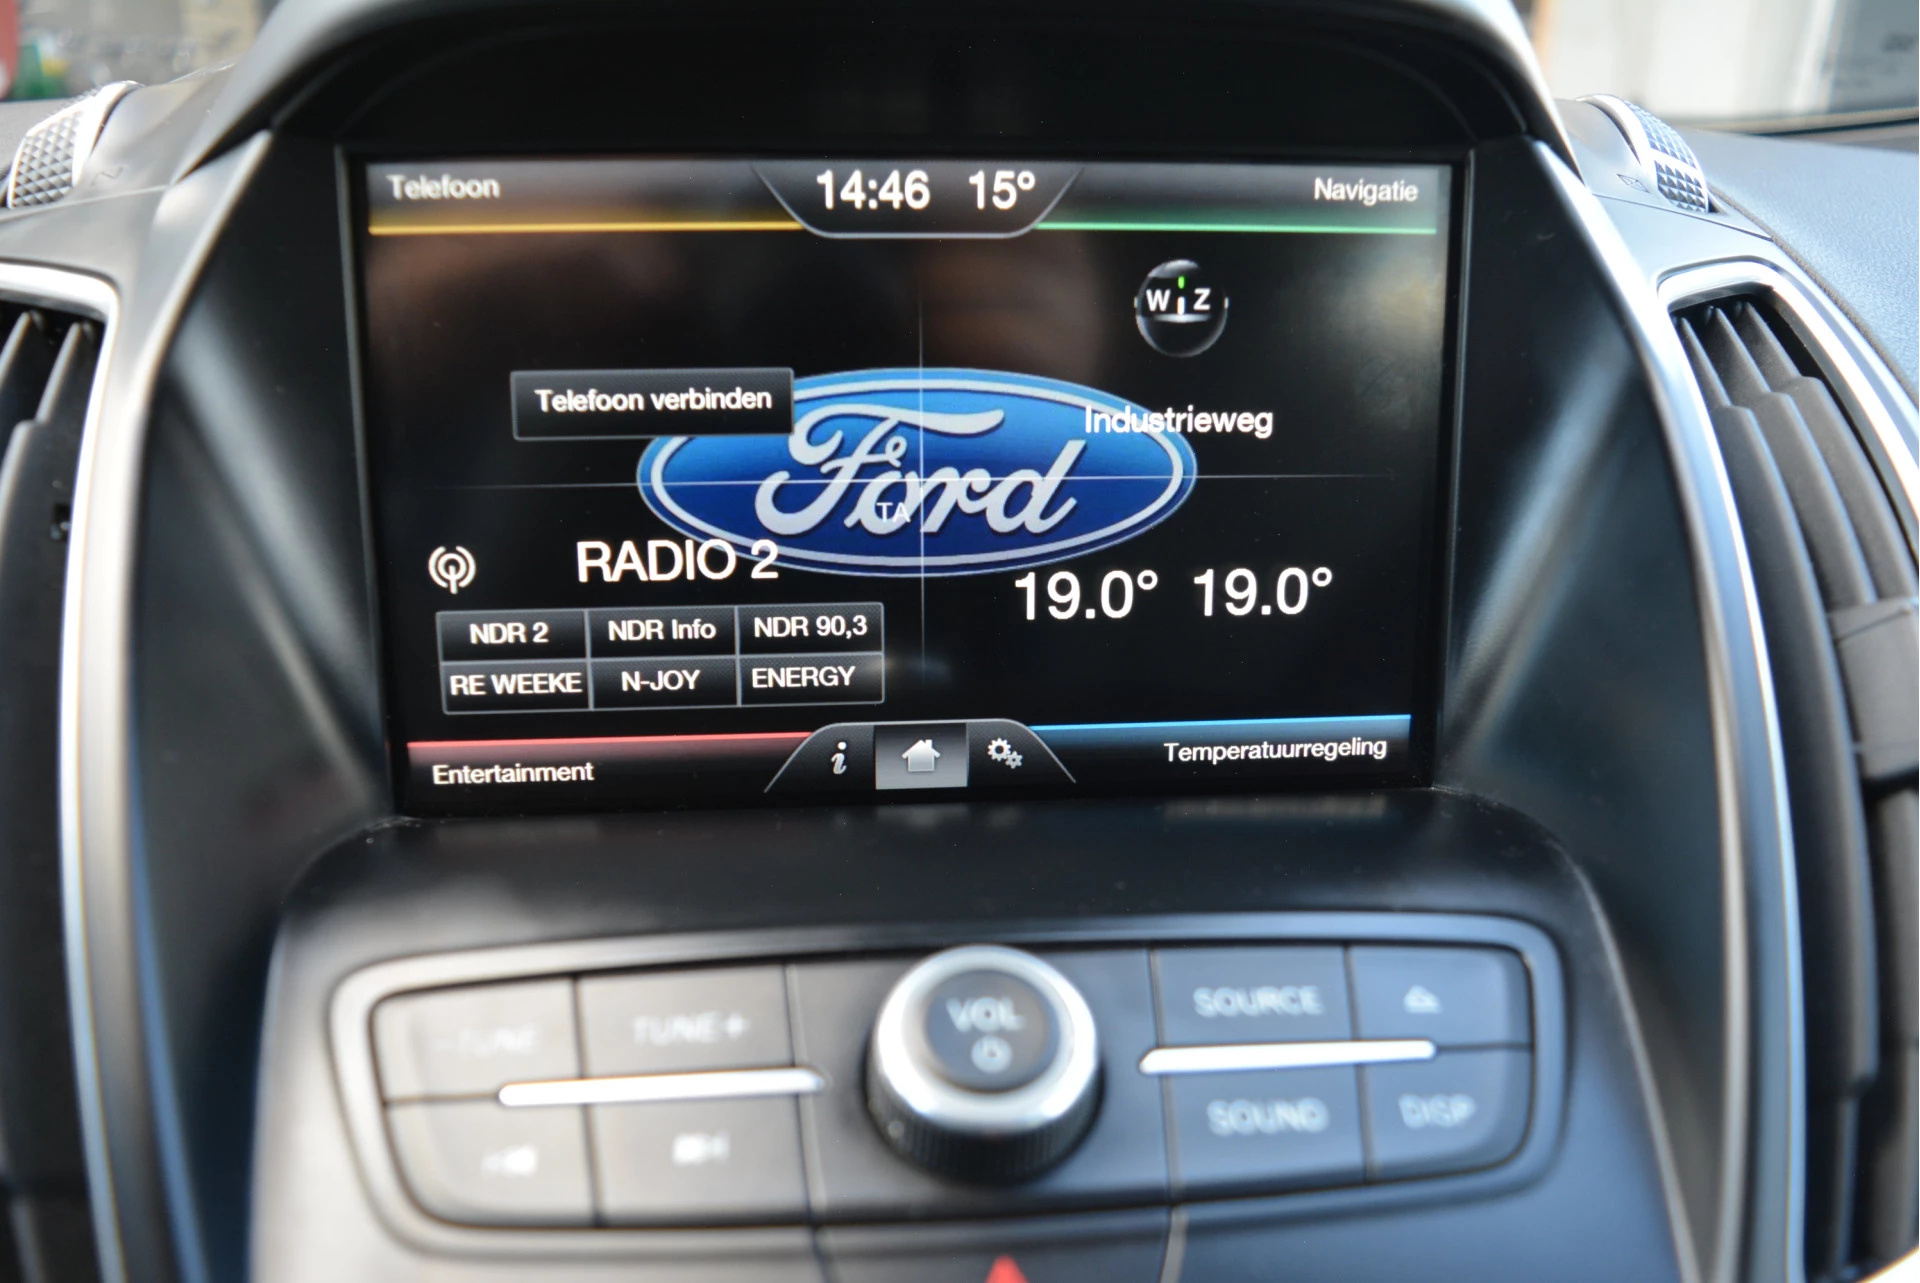 Telefoon
14:46 15°
Navigatie
W Z
Telefoon verbinden
Industrieweg
Ford
TA
RADIO 2
19.0° 19.0°
NDR 2 NDR Info NDR 90,3
RE WEEKE N-JOY ENERGY
Entertainment
i
Temperatuurregeling
-TUNE TUNE+
VOL
SOURCE
SOUND DISP